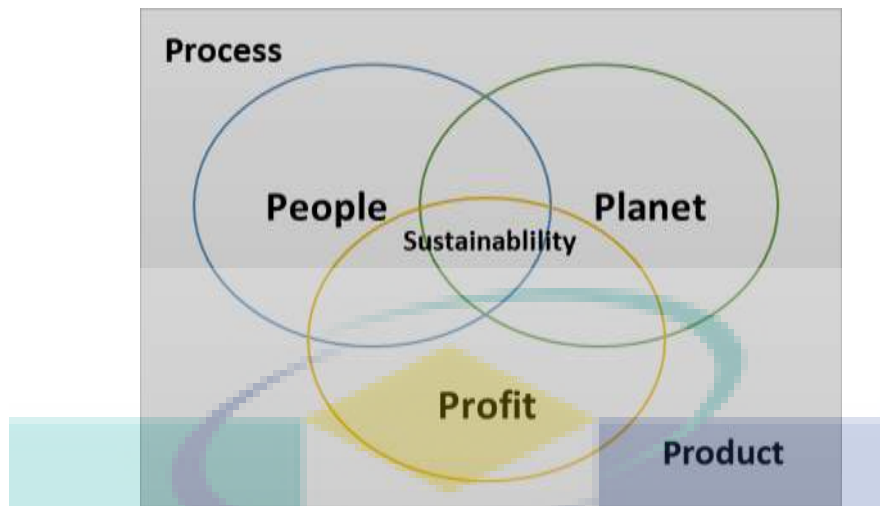 Process
People
Planet
Sustainablility
Profit
Product